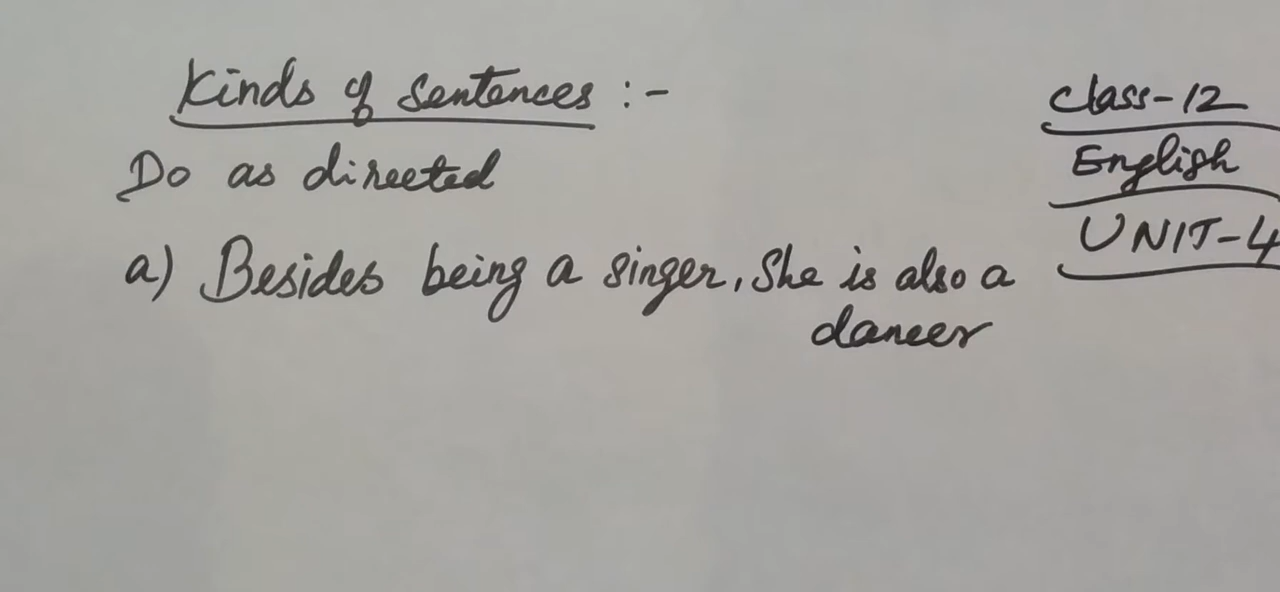 Kinds of sentences :-
Do as directed
a) Besides being a singer, She is also a
dancer
Class-12
English
UNIT-4